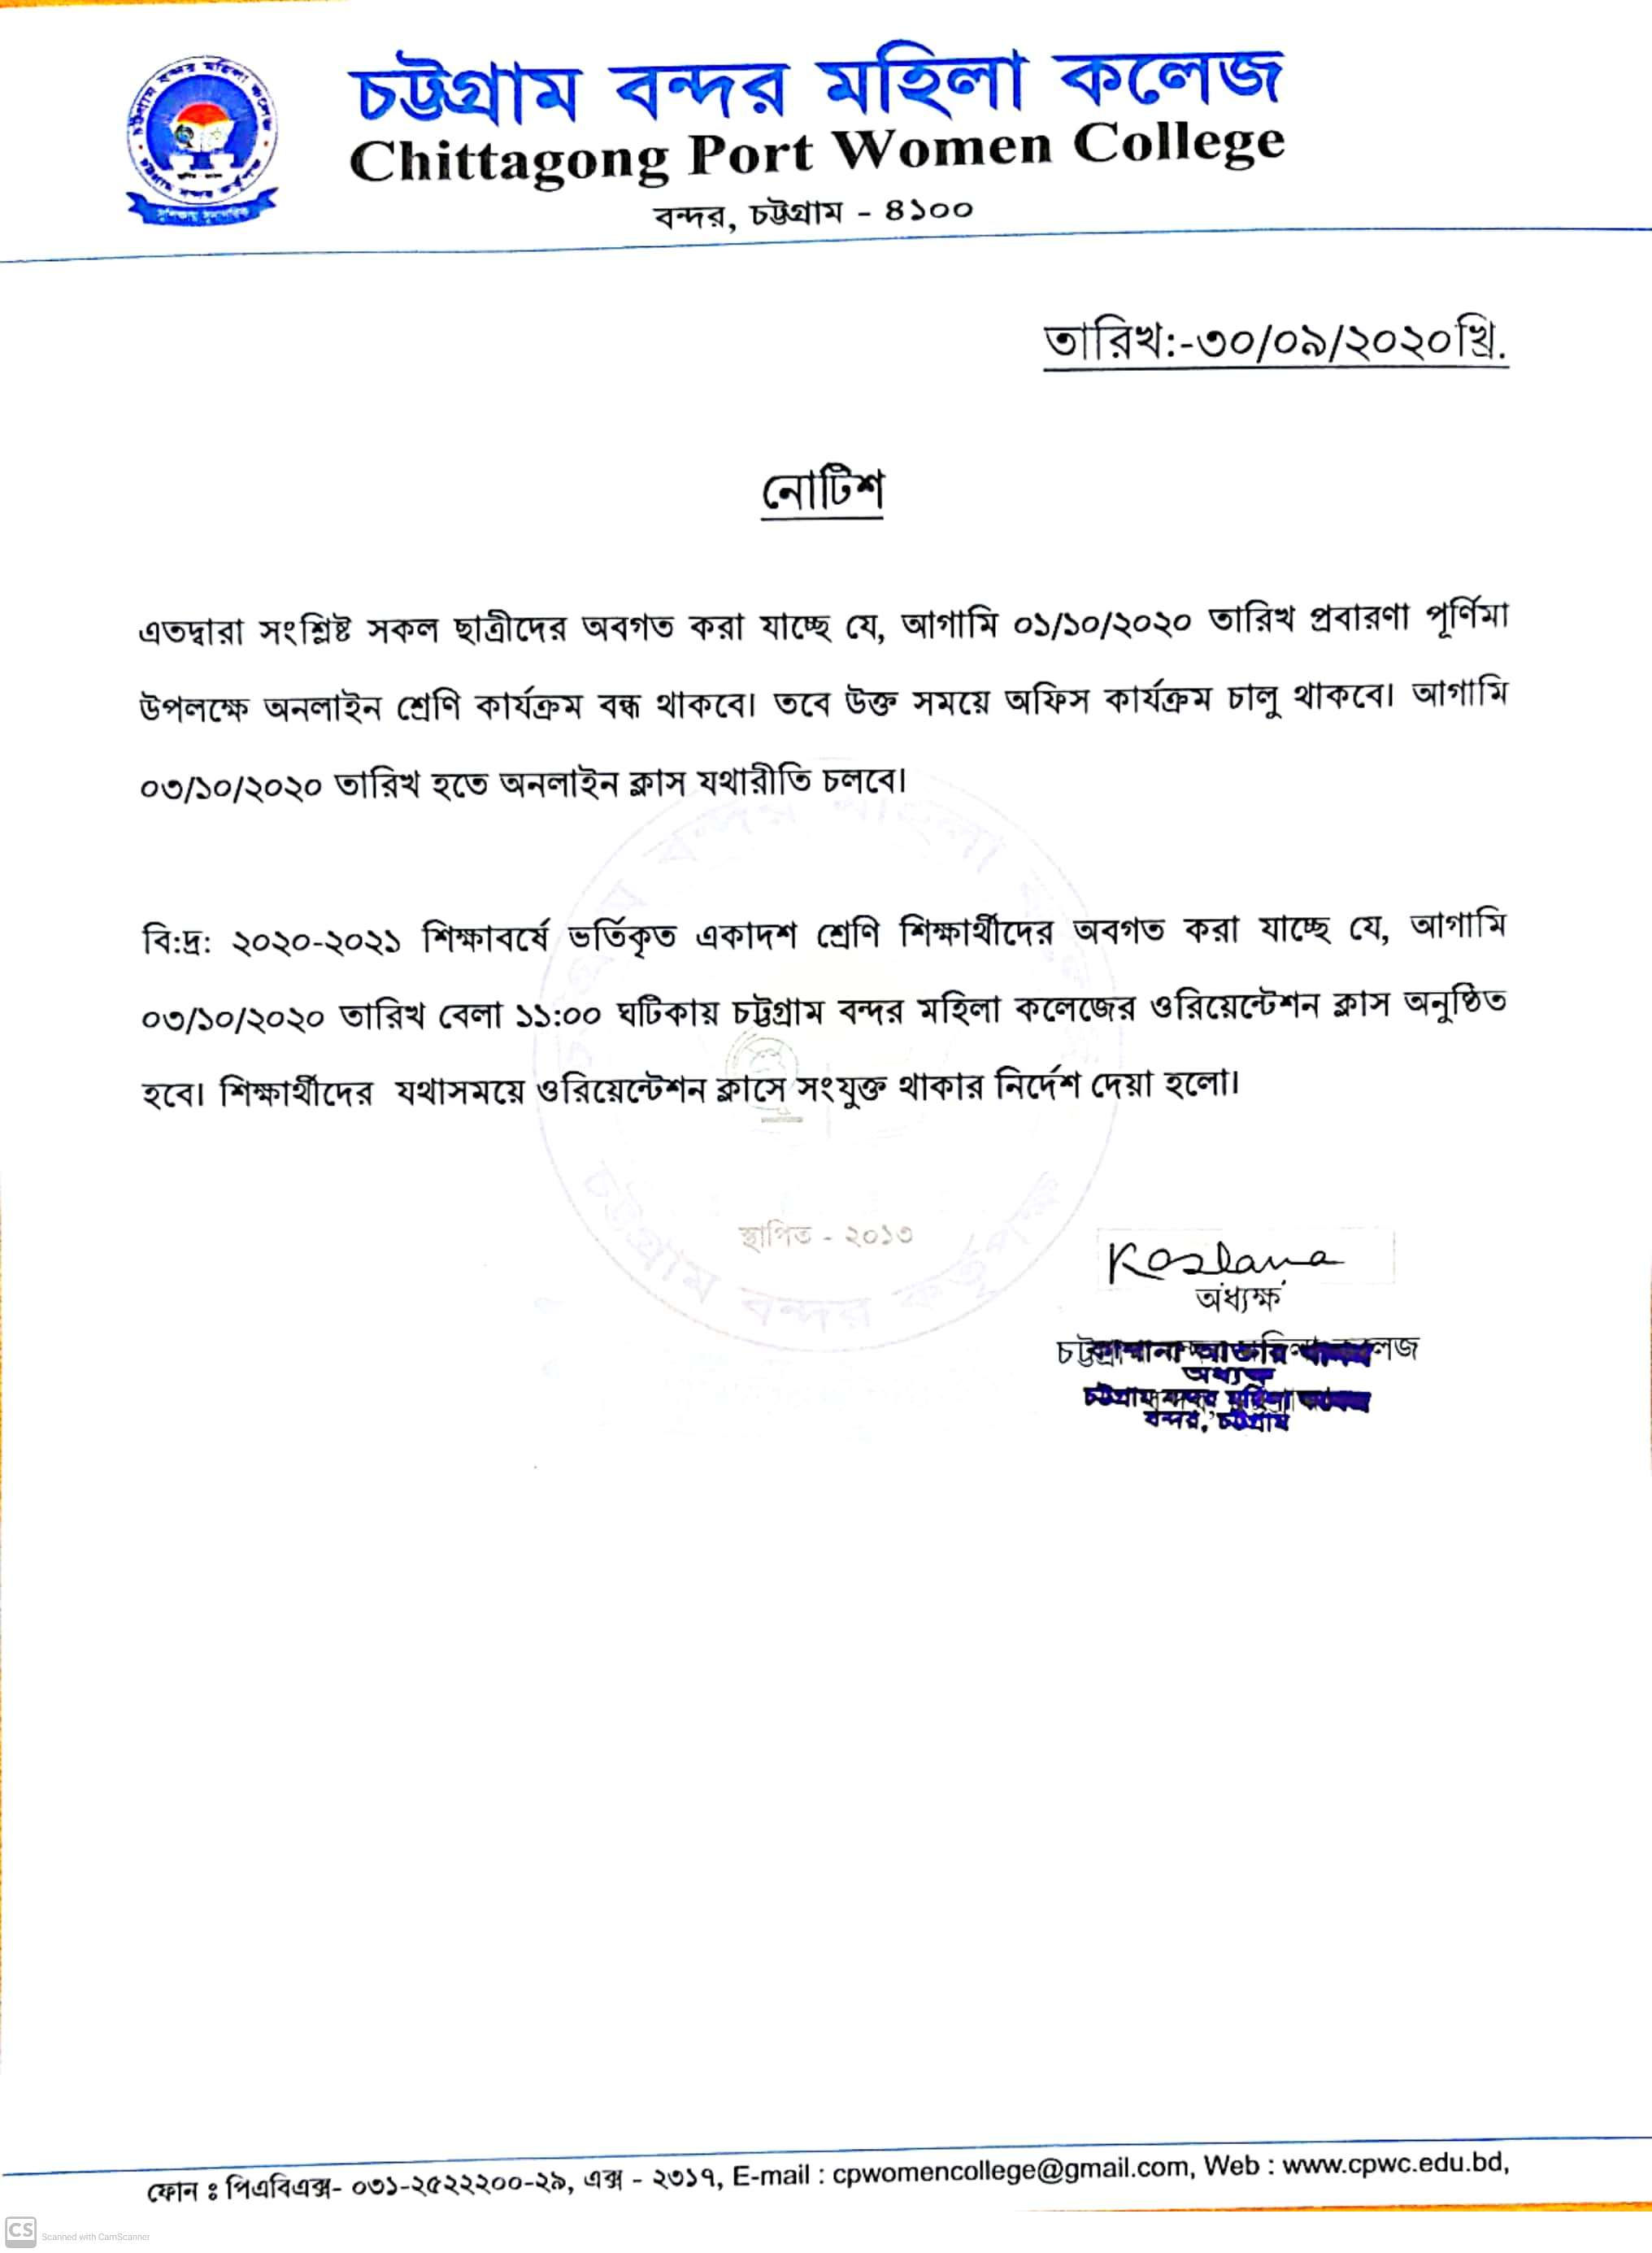 চট্টগ্রাম বন্দর মহিলা কলেজ
Chittagong Port Women College
বন্দর, চট্টগ্রাম - ৪১০০
তারিখ:-৩০/০৯/২০২০খ্রি.
নোটিশ
এতদ্বারা সংশ্লিষ্ট সকল ছাত্রীদের অবগত করা যাচ্ছে যে, আগামি ০১/১০/২০২০ তারিখ প্রবারণা পূর্ণিমা
উপলক্ষে অনলাইন শ্রেণি কার্যক্রম বন্ধ থাকবে। তবে উক্ত সময়ে অফিস কার্যক্রম চালু থাকবে। আগামি
০৩/১০/২০২০ তারিখ হতে অনলাইন ক্লাস যথারীতি চলবে।
বি:দ্র: ২০২০-২০২১ শিক্ষাবর্ষে ভর্তিকৃত একাদশ শ্রেণি শিক্ষার্থীদের অবগত করা যাচ্ছে যে, আগামি
০৩/১০/২০২০ তারিখ বেলা ১১:০০ ঘটিকায় চট্টগ্রাম বন্দর মহিলা কলেজের ওরিয়েন্টেশন ক্লাস অনুষ্ঠিত
হবে। শিক্ষার্থীদের যথাসময়ে ওরিয়েন্টেশন ক্লাসে সংযুক্ত থাকার নির্দেশ দেয়া হলো।
স্থাপিত - ২০১৩
চট্টগ্রাম বন্দর কর্তৃপক্ষ
অধ্যক্ষ
অধ্যক্ষ
চট্টগ্রাম বন্দর মহিলা
বন্দর, চট্টগ্রাম
ফোন ঃ পিএবিএক্স- ০৩১-২৫২২২০০-২৯, এক্স - ২৩১৭, E-mail : cpwomencollege@gmail.com, Web : www.cpwc.edu.bd,
CS Scanned with CamScanner